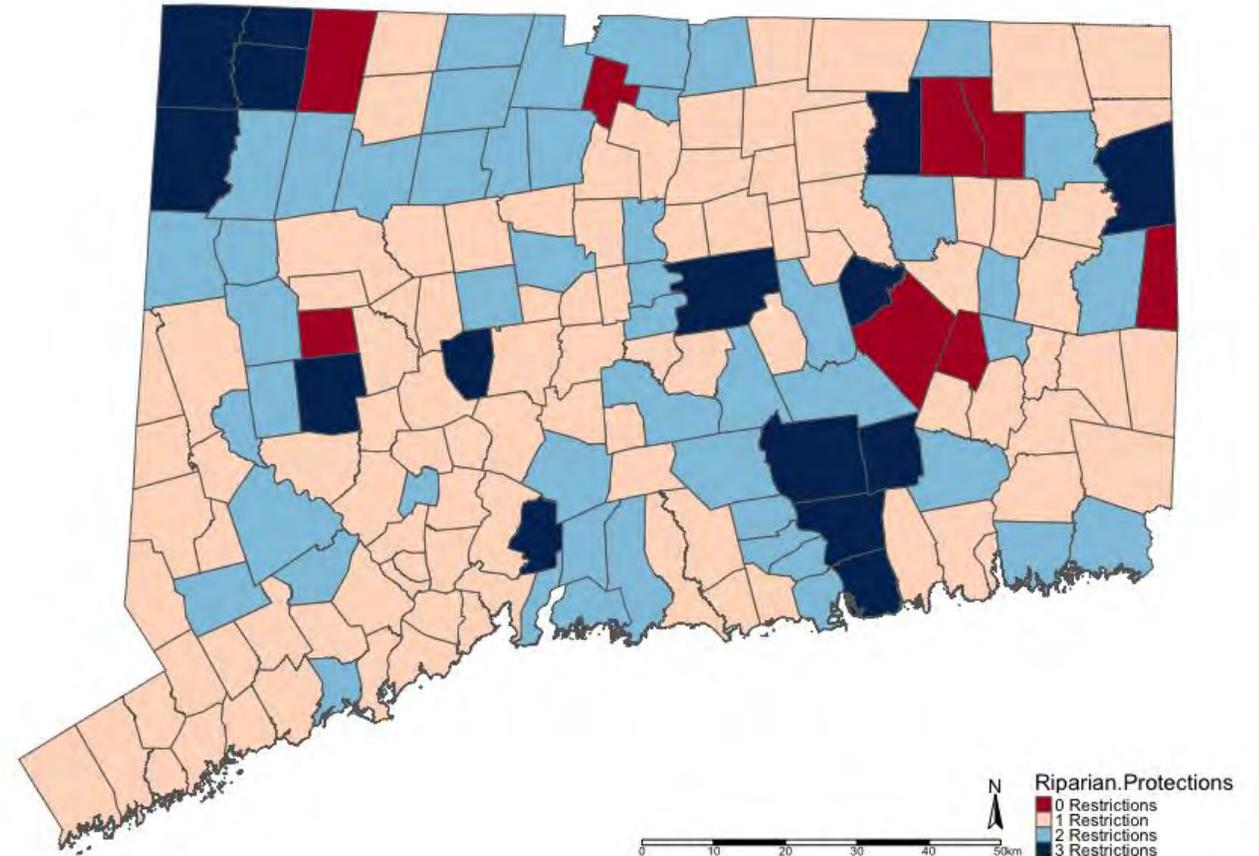 N
0 10 20 30 40 50km
Riparian.Protections
0 Restrictions
1 Restriction
2 Restrictions
3 Restrictions